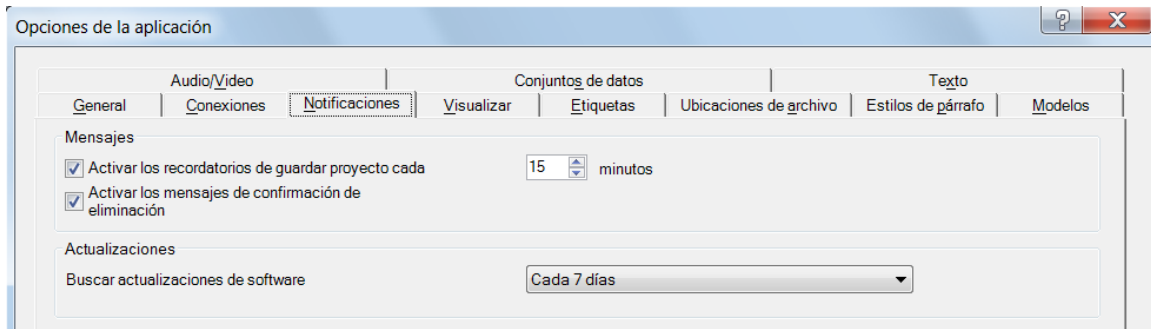 Opciones de la aplicación
Audio/Video Conjuntos de datos Texto
General Conexiones Notificaciones Visualizar Etiquetas Ubicaciones de archivo Estilos de párrafo Modelos
Mensajes
Activar los recordatorios de guardar proyecto cada 15 minutos
Activar los mensajes de confirmación de
eliminación
Actualizaciones
Buscar actualizaciones de software Cada 7 días